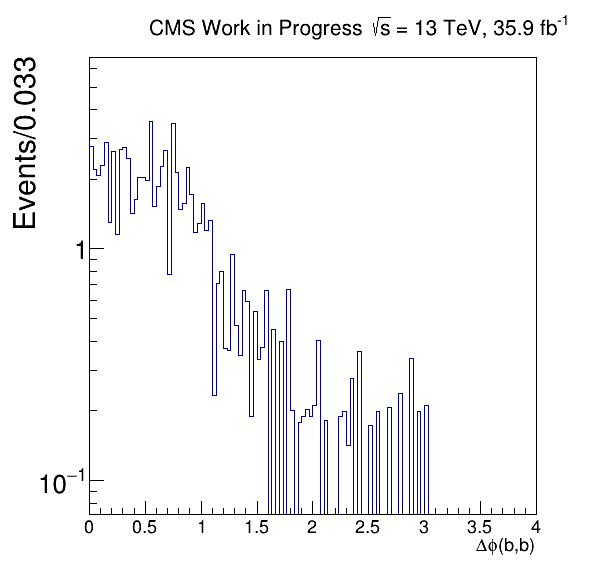 CMS Work in Progress √s = 13 TeV, 35.9 fb⁻¹
Events/0.033
1
10⁻¹
0 0.5 1 1.5 2 2.5 3 3.5 4
Δϕ(b,b)